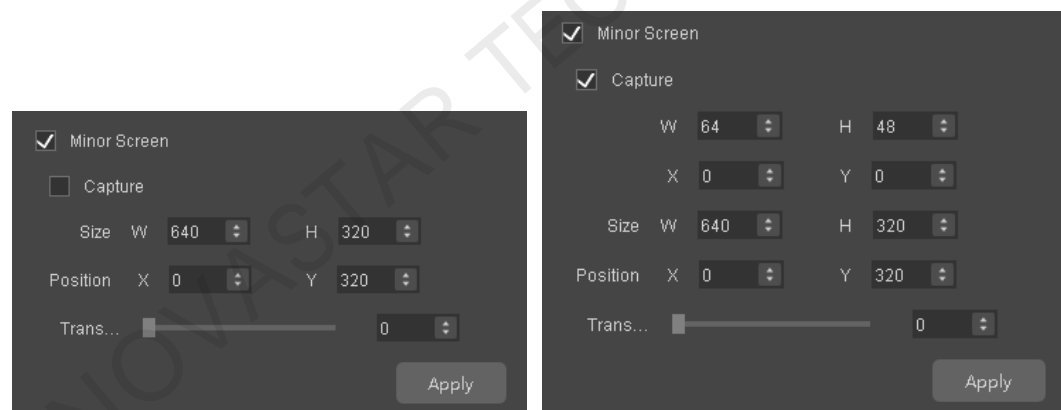 Minor Screen
Capture
Size W 640 H 320
Position X 0 Y 320
Trans... 0
Apply
Minor Screen
Capture
W 64 H 48
X 0 Y 0
Size W 640 H 320
Position X 0 Y 320
Trans... 0
Apply
NOVASTAR TEC